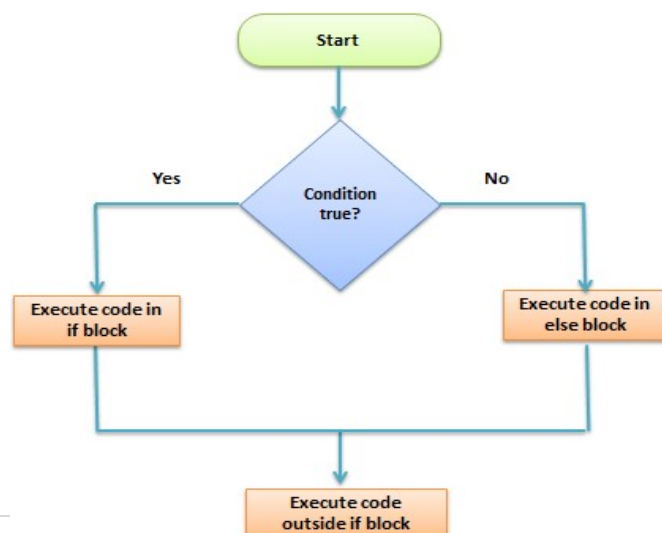 Start
Condition
true?
Yes
No
Execute code in
if block
Execute code in
else block
Execute code
outside if block